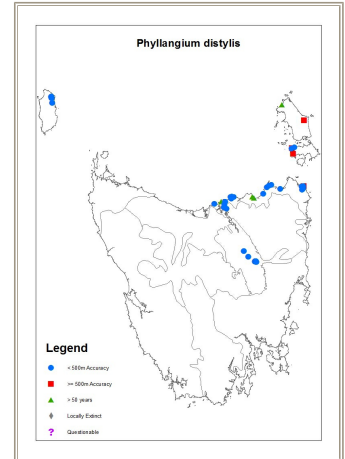 Phyllangium distylis
Legend
< 500m Accuracy
>= 500m Accuracy
> 50 years
Locally Extinct
? Questionable